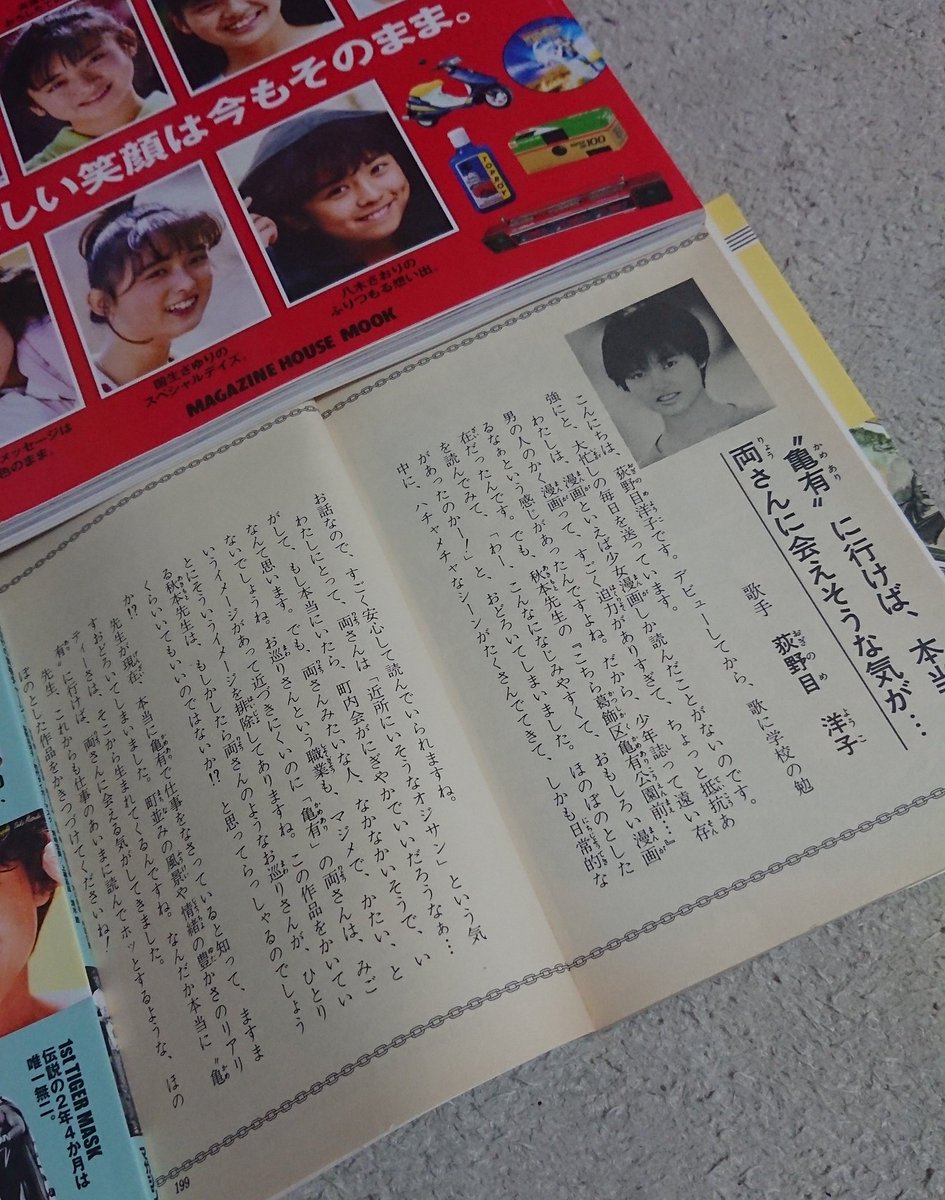 しい笑顔は今もそのまま。
国生さゆりの
スペシャルデイズ。
八木さおりの
ふりつもる想い出。
メッセージは
色のまま。
MAGAZINE HOUSE MOOK
TOPBOY
100
〝亀有〟に行けば、本当
両さんに会えそうな気が…
歌手 荻野目 洋子
こんにちは、荻野目洋子です。デビューしてから、歌に学校の勉
強にと、大忙しの毎日を送っています。
わたしは、漫画といえば少女漫画しか読んだことがないのです。
男の人のかく漫画って、すごく迫力がありすぎて、ちょっと抵抗あ
るなぁという感じがあったんですよね。だから、少年誌って遠い存
在だったんです。でも、秋本先生の『こちら葛飾区亀有公園前…』
を読んでみて、「わー、こんなになじみやすくて、おもしろい漫画
があったのかー！」と、おどろいてしまいました。ほのぼのとした
中に、ハチャメチャなシーンがたくさんでてきて、しかも日常的な
お話なので、すごく安心して読んでいられますね。
わたしにとって、両さんは「近所にいそうなオジサン」という気
がして、もし本当にいたら、町内会がにぎやかでいいだろうなぁ…
なんて思います。でも、両さんみたいな人、なかなかいそうで、い
ないでしょうね。お巡りさんという職業も、マジメで、かたい、と
いうイメージがあって近づきにくいのに「亀有」の両さんは、みご
とにそういうイメージを排除してありますね。この作品をかいてい
る秋本先生は、もしかしたら両さんのようなお巡りさんが、ひとり
くらいいてもいいのではないか!? と思ってらっしゃるのでしょう
か!?
先生が現在、本当に亀有で仕事をなさっていると知って、ますま
すおどろいてしまいました。町並みの風景や情緒の豊かさのリアリ
ティーさは、そこから生まれてくるんですね。なんだか本当に〝亀
有〟に行けば、両さんに会える気がしてきました。
先生、これからも仕事のあいまに読んでホッとするような、ほの
ぼのとした作品をかきつづけてくださいね！
199
1st TIGER MASK
伝説の2年4か月は
唯一無二。